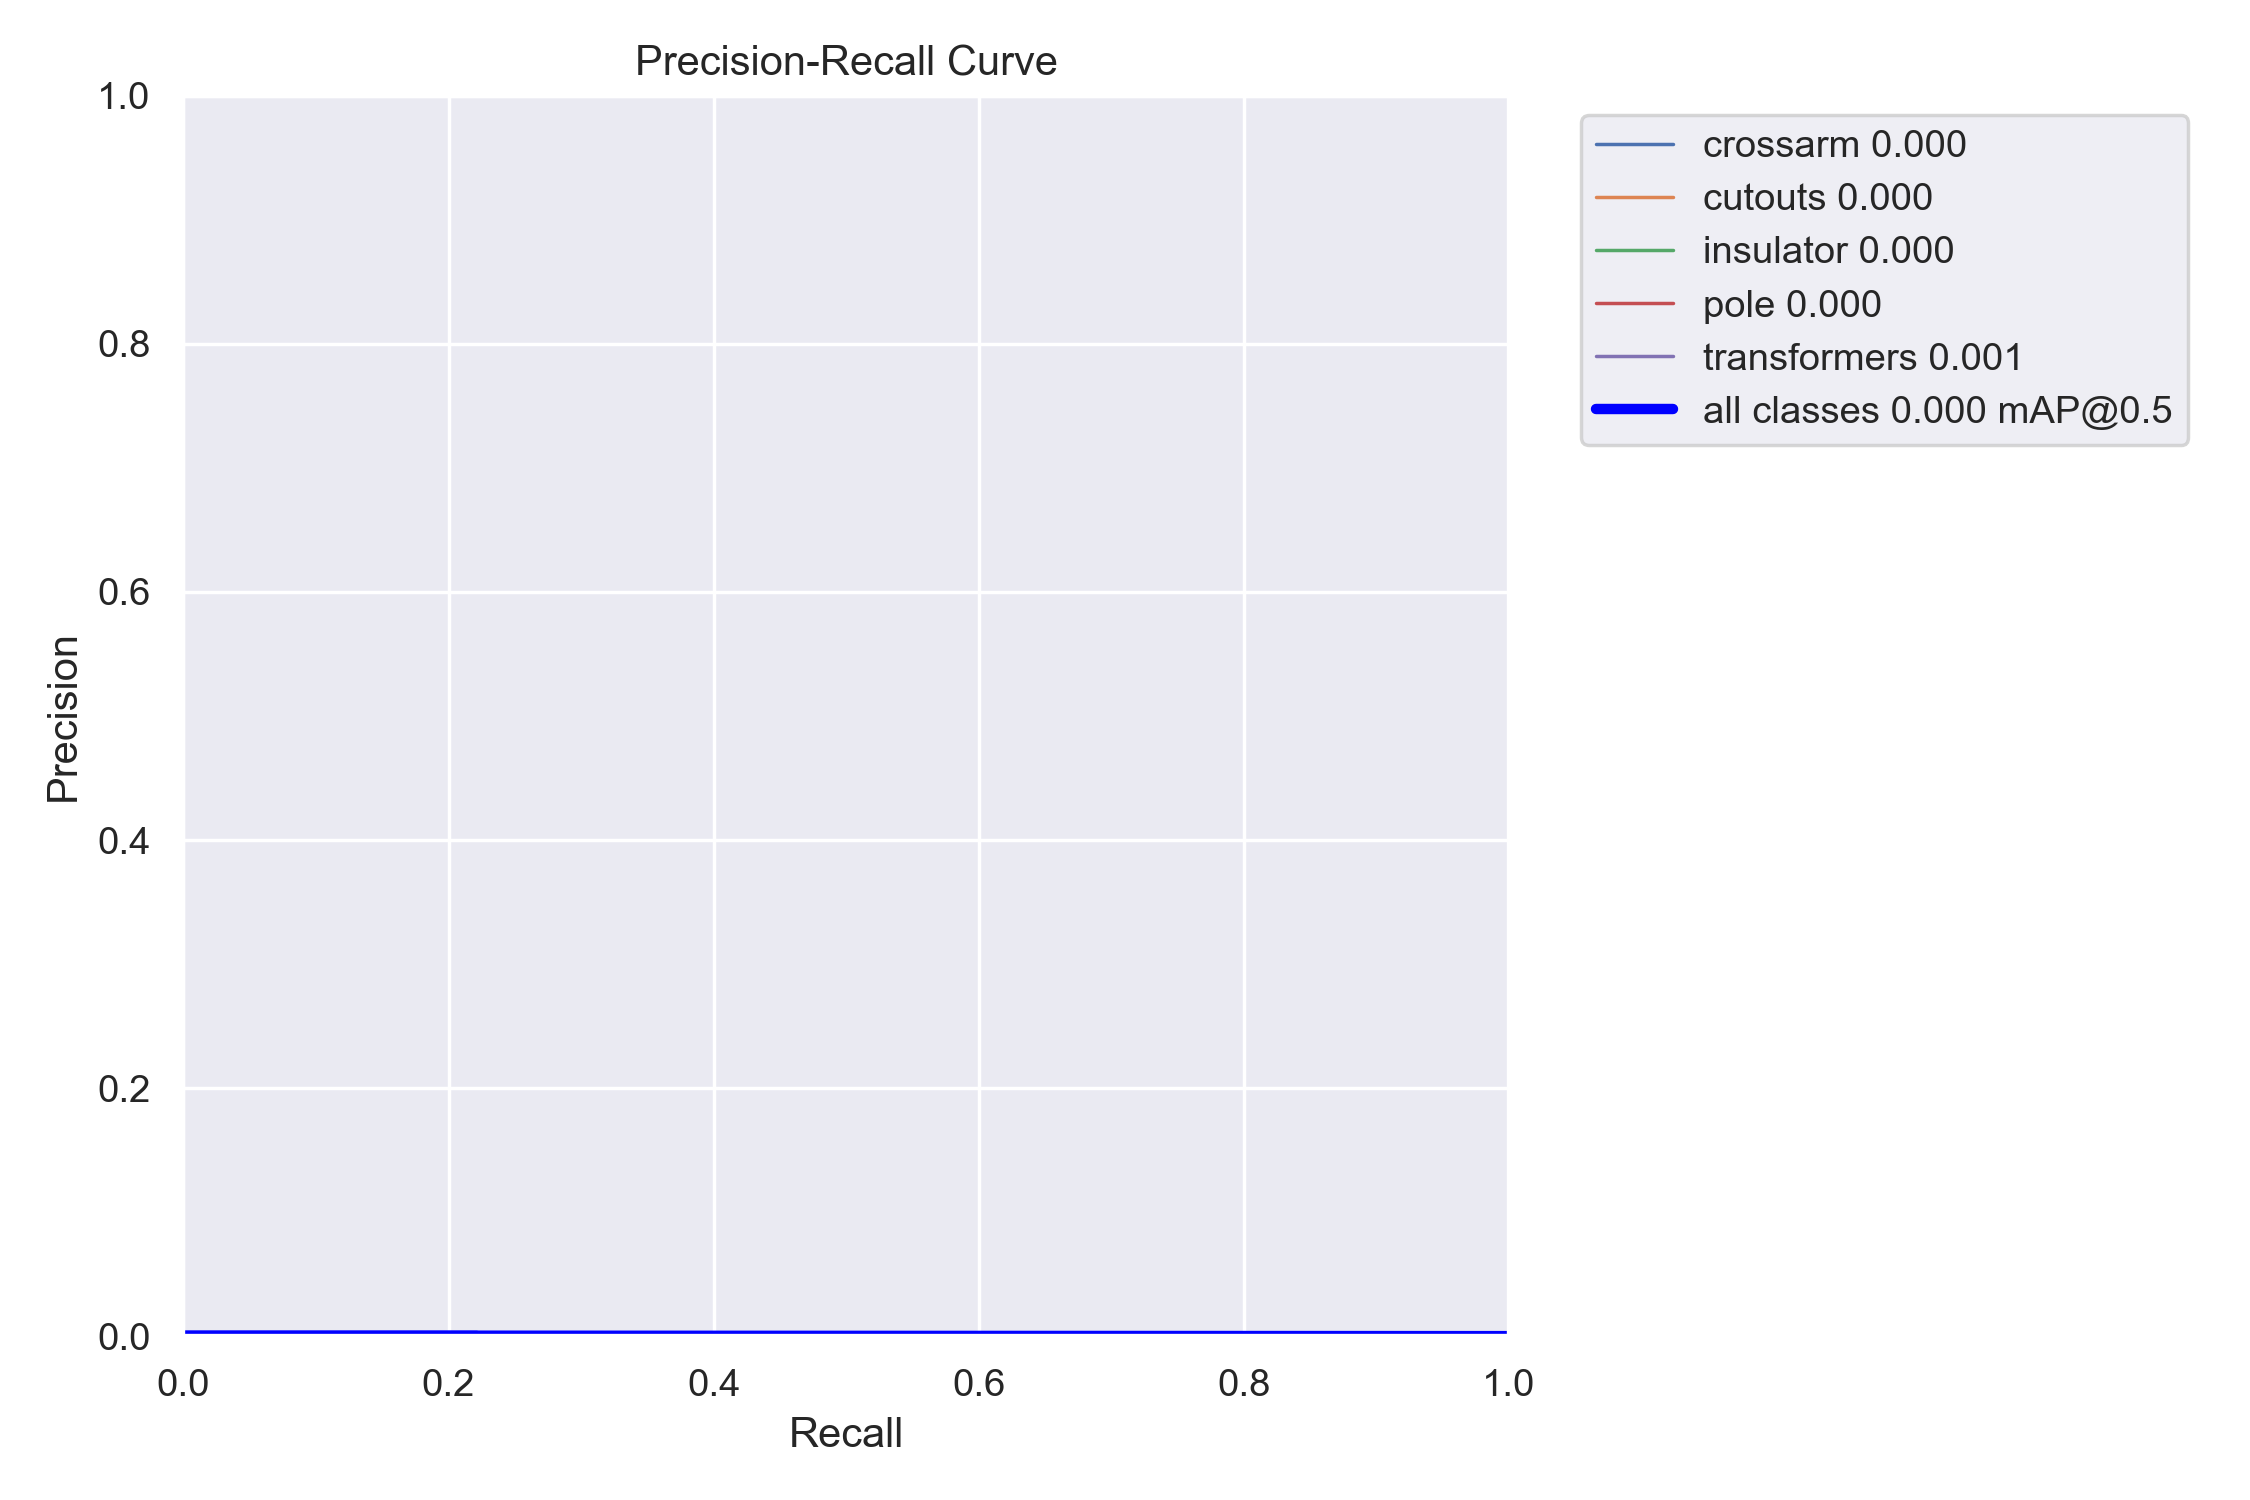 Precision-Recall Curve
1.0
0.8
0.6
0.4
0.2
0.0
Precision
0.0 0.2 0.4 0.6 0.8 1.0
Recall
crossarm 0.000
cutouts 0.000
insulator 0.000
pole 0.000
transformers 0.001
all classes 0.000 mAP@0.5